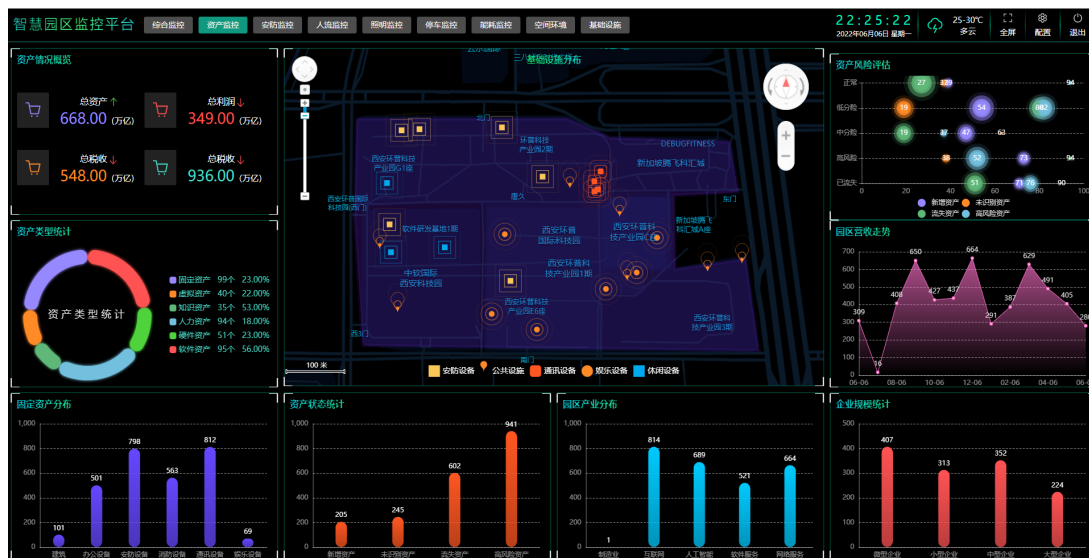 智慧园区监控平台
综合监控 资产监控 安防监控 人流监控 照明监控 停车监控 能耗监控 空间环境 基础设施
22:25:22
2022年06月06日 星期一
25-30℃
多云
全屏 配置 退出
资产情况概览
总资产↑
668.00 (万亿)
总利润↓
349.00 (万亿)
总税收↓
548.00 (万亿)
总税收↓
936.00 (万亿)
资产类型统计
资产类型统计
固定资产 99个 23.00%
虚拟资产 40个 22.00%
知识资产 35个 53.00%
人力资产 94个 18.00%
硬件资产 51个 23.00%
软件资产 95个 56.00%
基础设施分布
北门
环普科技
产业园2期
DEBUGFITNESS
新加坡腾飞科汇城
西安环普科技
产业园G1座
西安环普国际
科技园(西门)
唐久
东门
软件研发基地1期
西安环普
国际科技园
新加坡腾飞
科汇城A座
中软国际
西安科技园
西安环普科
技产业园1期
西安环普科技
产业园E6座
西安环普科
技产业园3期
西3门
南门
100 米
安防设备 公共设施 通讯设备 娱乐设备 休闲设备
资产风险评估
正常
27
94
低分险
19
54
中分险
19
37
47
63
高风险
38
52
73
94
已流失
51
71
76
90
0 20 40 60 80 100
新增资产 未识别资产
流失资产 高风险资产
园区营收走势
700
600
500
400
300
200
100
0
309
16
408
650
427
437
664
291
387
629
491
405
280
06-06 08-06 10-06 12-06 02-06 04-06
固定资产分布
1,000
800
600
400
200
0
101
501
798
563
812
69
建筑 办公设备 安防设备 消防设备 通讯设备 娱乐设备
资产状态统计
1,000
800
600
400
200
0
205
245
602
941
新增资产 未识别资产 流失资产 高风险资产
园区产业分布
1,000
800
600
400
200
0
1
814
689
521
664
制造业 互联网 人工智能 软件服务 网络服务
企业规模统计
500
400
300
200
100
0
407
313
352
224
微型企业 小型企业 中型企业 大型企业